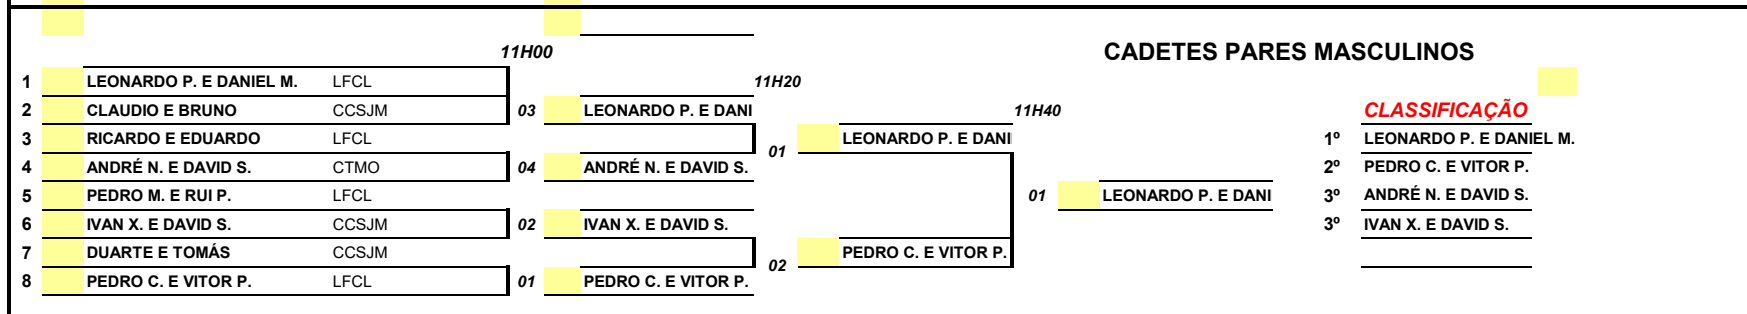 11H00
CADETES PARES MASCULINOS
1 LEONARDO P. E DANIEL M. LFCL 11H20
2 CLAUDIO E BRUNO CCSJM 03 LEONARDO P. E DANI 11H40 CLASSIFICAÇÃO
3 RICARDO E EDUARDO LFCL LEONARDO P. E DANI 1º LEONARDO P. E DANIEL M.
01
4 ANDRÉ N. E DAVID S. CTMO 04 ANDRÉ N. E DAVID S. 2º PEDRO C. E VITOR P.
5 PEDRO M. E RUI P. LFCL 01 LEONARDO P. E DANI 3º ANDRÉ N. E DAVID S.
6 IVAN X. E DAVID S. CCSJM 02 IVAN X. E DAVID S. 3º IVAN X. E DAVID S.
7 DUARTE E TOMÁS CCSJM PEDRO C. E VITOR P.
02
8 PEDRO C. E VITOR P. LFCL 01 PEDRO C. E VITOR P.